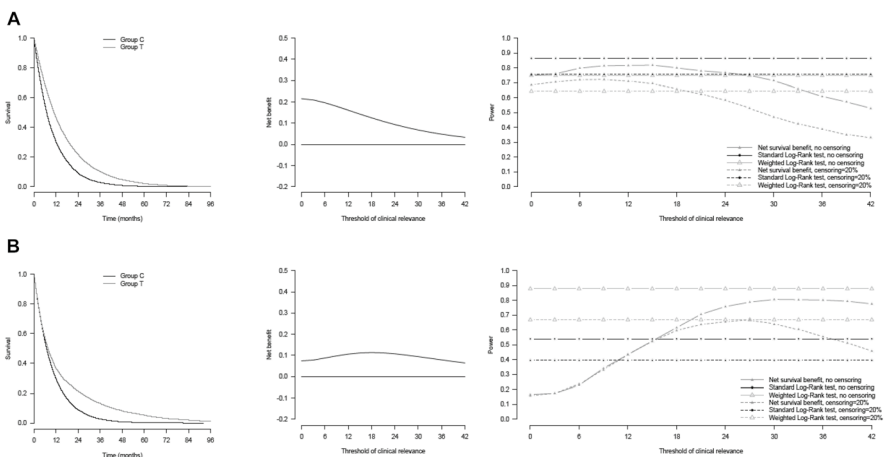 A
1.0
0.8
0.6
0.4
0.2
0.0
Survival
Group C
Group T
0 12 24 36 48 60 72 84 96
Time (months)
0.5
0.4
0.3
0.2
0.1
0.0
-0.1
-0.2
Net benefit
0 6 12 18 24 30 36 42
Threshold of clinical relevance
1.0
0.9
0.8
0.7
0.6
0.5
0.4
0.3
0.2
0.1
0.0
Power
Net survival benefit, no censoring
Standard Log-Rank test, no censoring
Weighted Log-Rank test, no censoring
Net survival benefit, censoring=20%
Standard Log-Rank test, censoring=20%
Weighted Log-Rank test, censoring=20%
0 6 12 18 24 30 36 42
Threshold of clinical relevance
B
1.0
0.8
0.6
0.4
0.2
0.0
Survival
Group C
Group T
0 12 24 36 48 60 72 84 96
Time (months)
0.5
0.4
0.3
0.2
0.1
0.0
-0.1
-0.2
Net benefit
0 6 12 18 24 30 36 42
Threshold of clinical relevance
1.0
0.9
0.8
0.7
0.6
0.5
0.4
0.3
0.2
0.1
0.0
Power
Net survival benefit, no censoring
Standard Log-Rank test, no censoring
Weighted Log-Rank test, no censoring
Net survival benefit, censoring=20%
Standard Log-Rank test, censoring=20%
Weighted Log-Rank test, censoring=20%
0 6 12 18 24 30 36 42
Threshold of clinical relevance